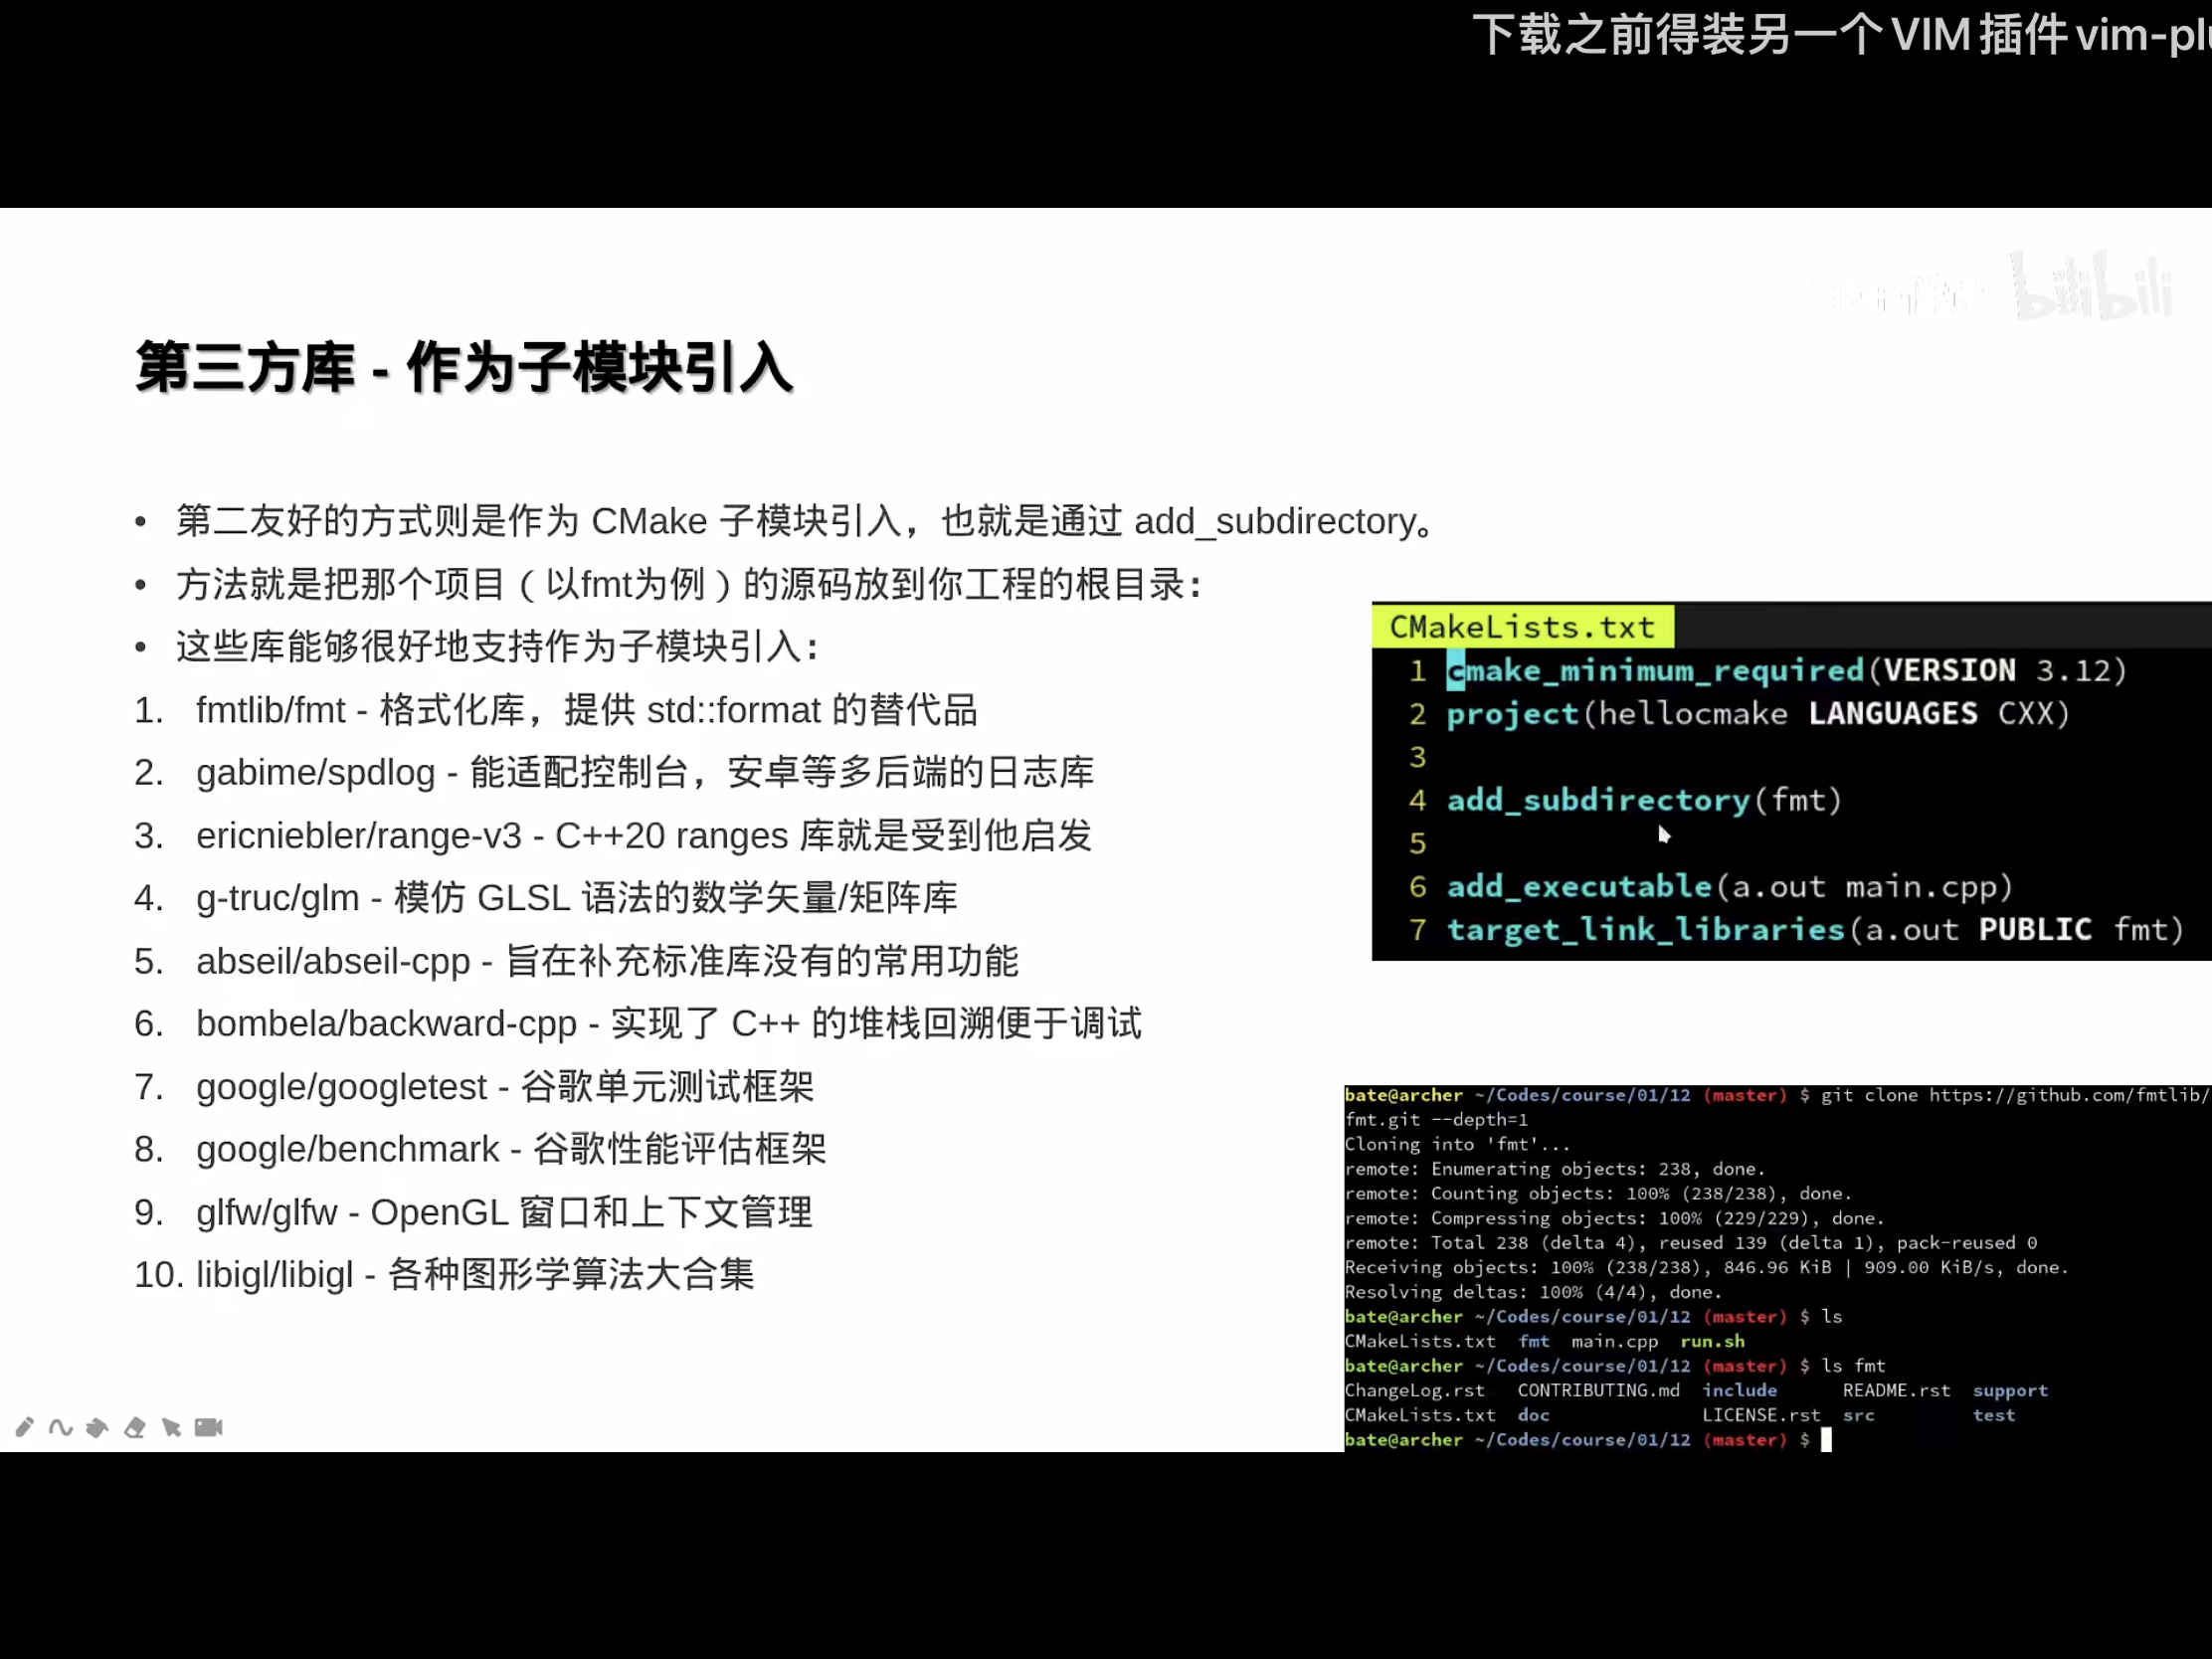 下载之前得装另一个VIM插件vim-pl
bilibili
第三方库 - 作为子模块引入
• 第二友好的方式则是作为 CMake 子模块引入，也就是通过 add_subdirectory。
• 方法就是把那个项目（以fmt为例）的源码放到你工程的根目录：
• 这些库能够很好地支持作为子模块引入：
1. fmtlib/fmt - 格式化库，提供 std::format 的替代品
2. gabime/spdlog - 能适配控制台，安卓等多后端的日志库
3. ericniebler/range-v3 - C++20 ranges 库就是受到他启发
4. g-truc/glm - 模仿 GLSL 语法的数学矢量/矩阵库
5. abseil/abseil-cpp - 旨在补充标准库没有的常用功能
6. bombela/backward-cpp - 实现了 C++ 的堆栈回溯便于调试
7. google/googletest - 谷歌单元测试框架
8. google/benchmark - 谷歌性能评估框架
9. glfw/glfw - OpenGL 窗口和上下文管理
10. libigl/libigl - 各种图形学算法大合集
CMakeLists.txt
1 cmake_minimum_required(VERSION 3.12)
2 project(hellocmake LANGUAGES CXX)
3
4 add_subdirectory(fmt)
5
6 add_executable(a.out main.cpp)
7 target_link_libraries(a.out PUBLIC fmt)
bate@archer ~/Codes/course/01/12 (master) $ git clone https://github.com/fmtlib/
fmt.git --depth=1
Cloning into 'fmt'...
remote: Enumerating objects: 238, done.
remote: Counting objects: 100% (238/238), done.
remote: Compressing objects: 100% (229/229), done.
remote: Total 238 (delta 4), reused 139 (delta 1), pack-reused 0
Receiving objects: 100% (238/238), 846.96 KiB | 909.00 KiB/s, done.
Resolving deltas: 100% (4/4), done.
bate@archer ~/Codes/course/01/12 (master) $ ls
CMakeLists.txt fmt main.cpp run.sh
bate@archer ~/Codes/course/01/12 (master) $ ls fmt
ChangeLog.rst CONTRIBUTING.md include README.rst support
CMakeLists.txt doc LICENSE.rst src test
bate@archer ~/Codes/course/01/12 (master) $